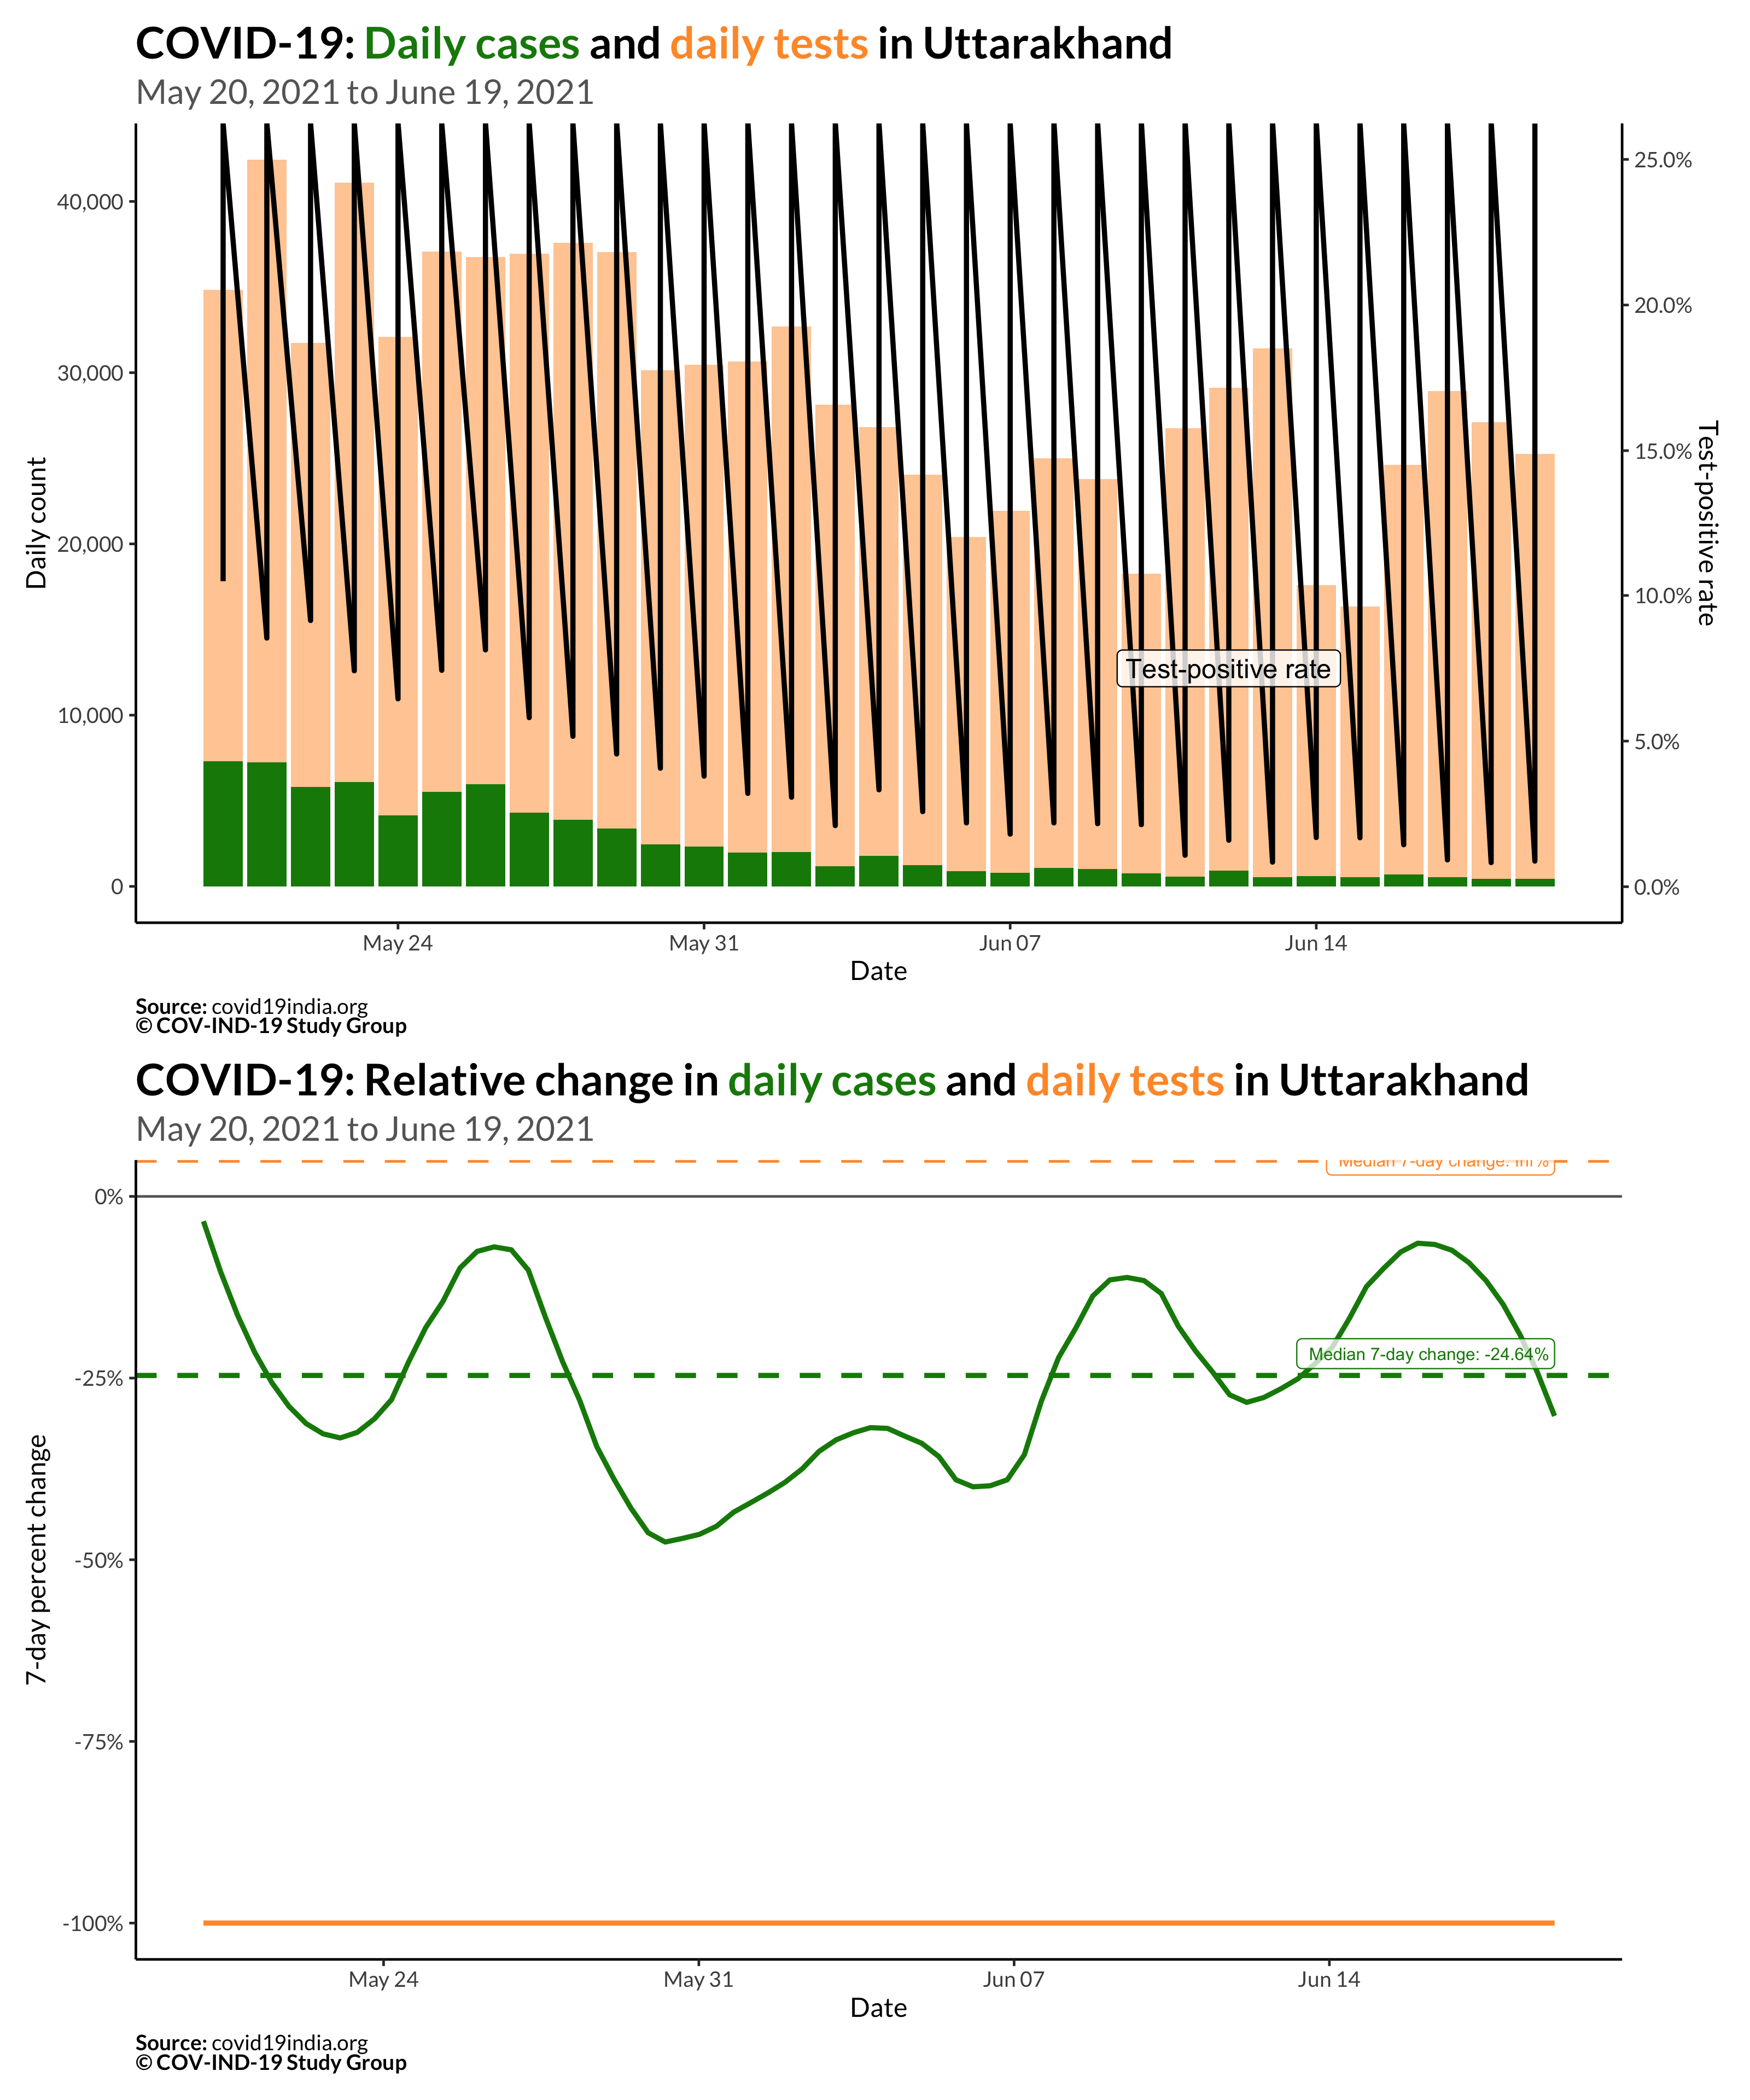 COVID-19: Daily cases and daily tests in Uttarakhand
May 20, 2021 to June 19, 2021
40,000
30,000
20,000
10,000
0
Daily count
25.0%
20.0%
15.0%
10.0%
5.0%
0.0%
Test-positive rate
Test-positive rate
May 24
May 31
Jun 07
Jun 14
Date
Source: covid19india.org
© COV-IND-19 Study Group
COVID-19: Relative change in daily cases and daily tests in Uttarakhand
May 20, 2021 to June 19, 2021
Median 7-day change: Inf%
0%
-25%
-50%
-75%
-100%
7-day percent change
Median 7-day change: -24.64%
May 24
May 31
Jun 07
Jun 14
Date
Source: covid19india.org
© COV-IND-19 Study Group